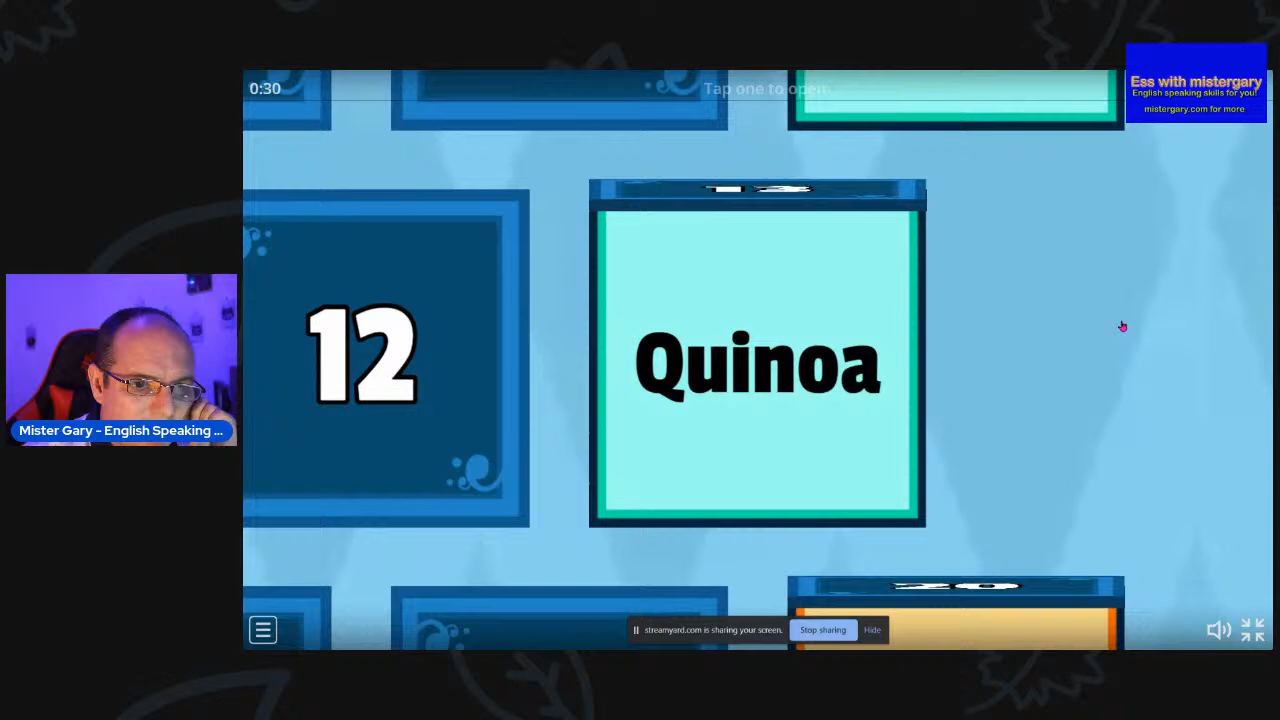 0:30
Tap one to open
Ess with mistergary
English speaking skills for you!
mistergary.com for more
12
Quinoa
Mister Gary - English Speaking ...
20
streamyard.com is sharing your screen.
Stop sharing
Hide